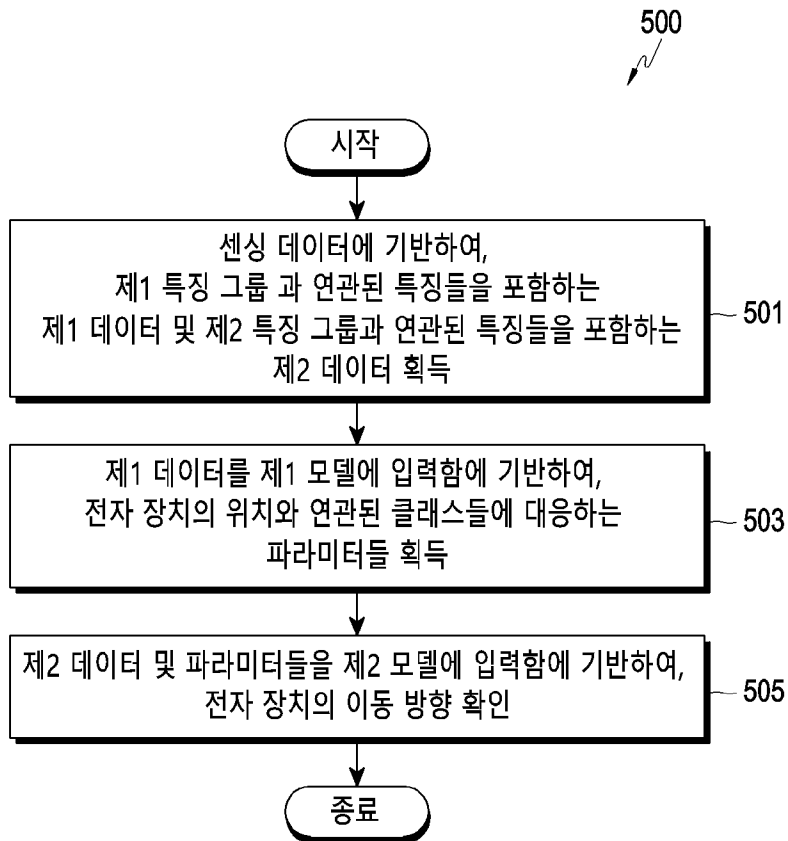 500
시작
센싱 데이터에 기반하여,
제1 특징 그룹 과 연관된 특징들을 포함하는
제1 데이터 및 제2 특징 그룹과 연관된 특징들을 포함하는
제2 데이터 획득
501
제1 데이터를 제1 모델에 입력함에 기반하여,
전자 장치의 위치와 연관된 클래스들에 대응하는
파라미터들 획득
503
제2 데이터 및 파라미터들을 제2 모델에 입력함에 기반하여,
전자 장치의 이동 방향 확인
505
종료